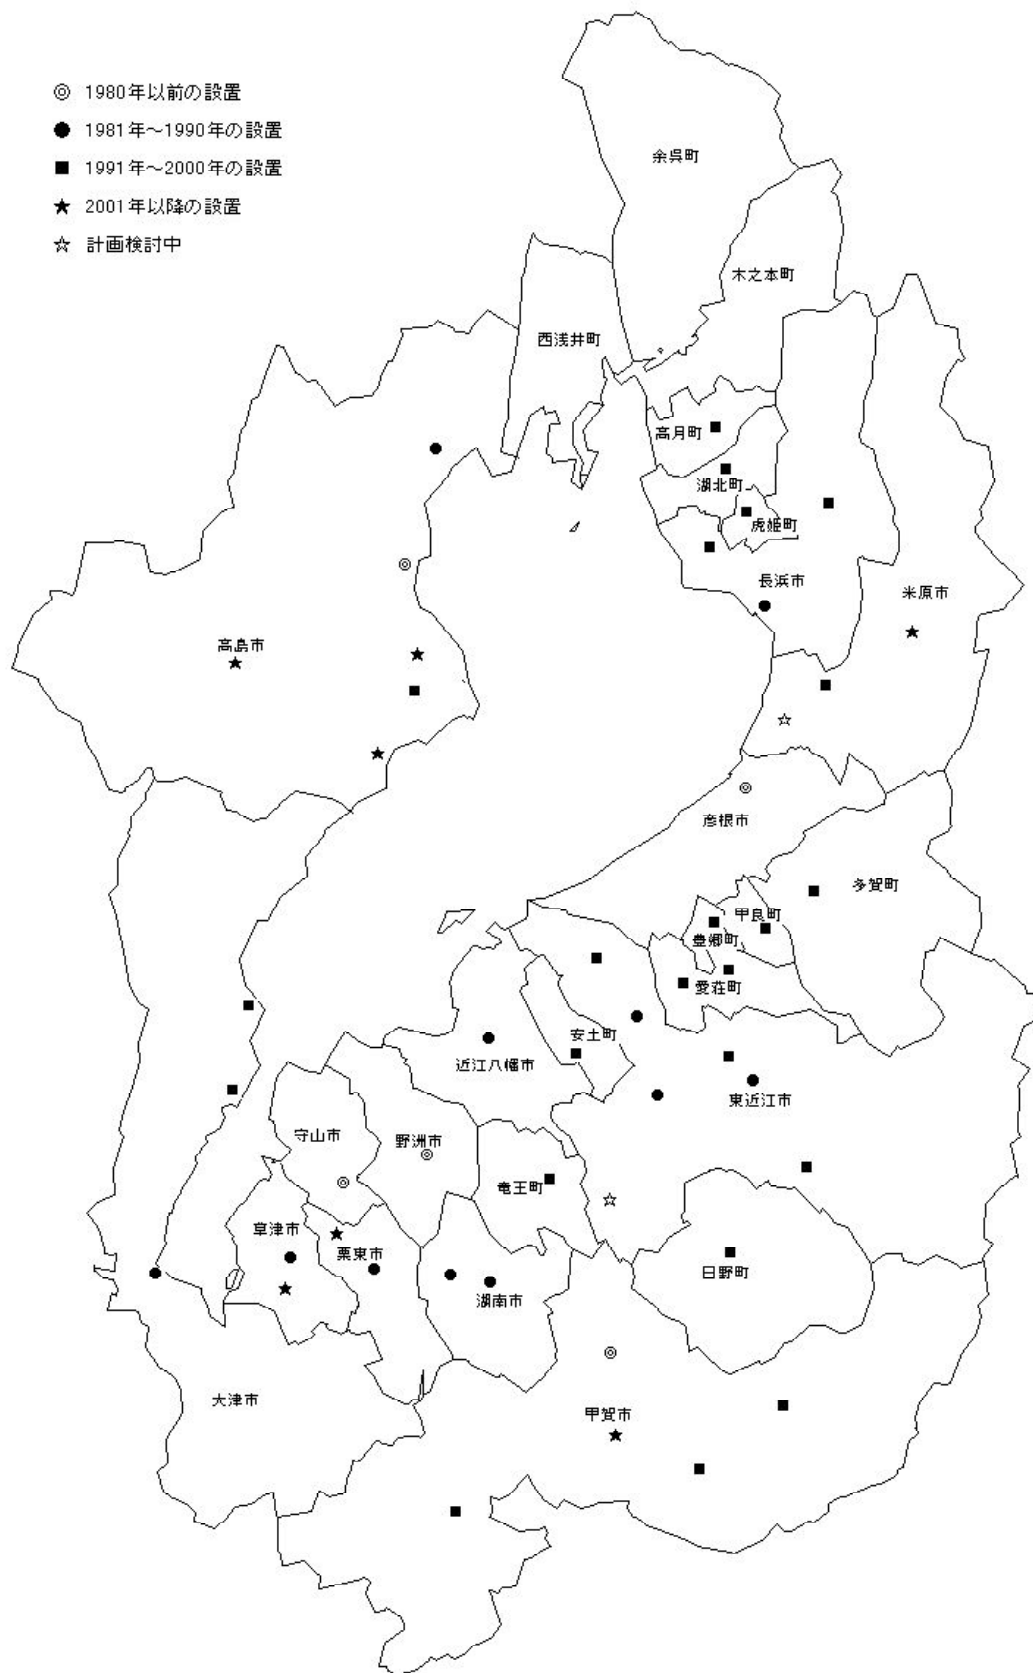 ◎ 1980年以前の設置
● 1981年～1990年の設置
■ 1991年～2000年の設置
★ 2001年以降の設置
☆ 計画検討中
余呉町
木之本町
西浅井町
高月町
湖北町
虎姫町
長浜市
米原市
高島市
彦根市
多賀町
甲良町
豊郷町
愛荘町
安土町
近江八幡市
東近江市
守山市
野洲市
竜王町
草津市
栗東市
日野町
湖南市
大津市
甲賀市